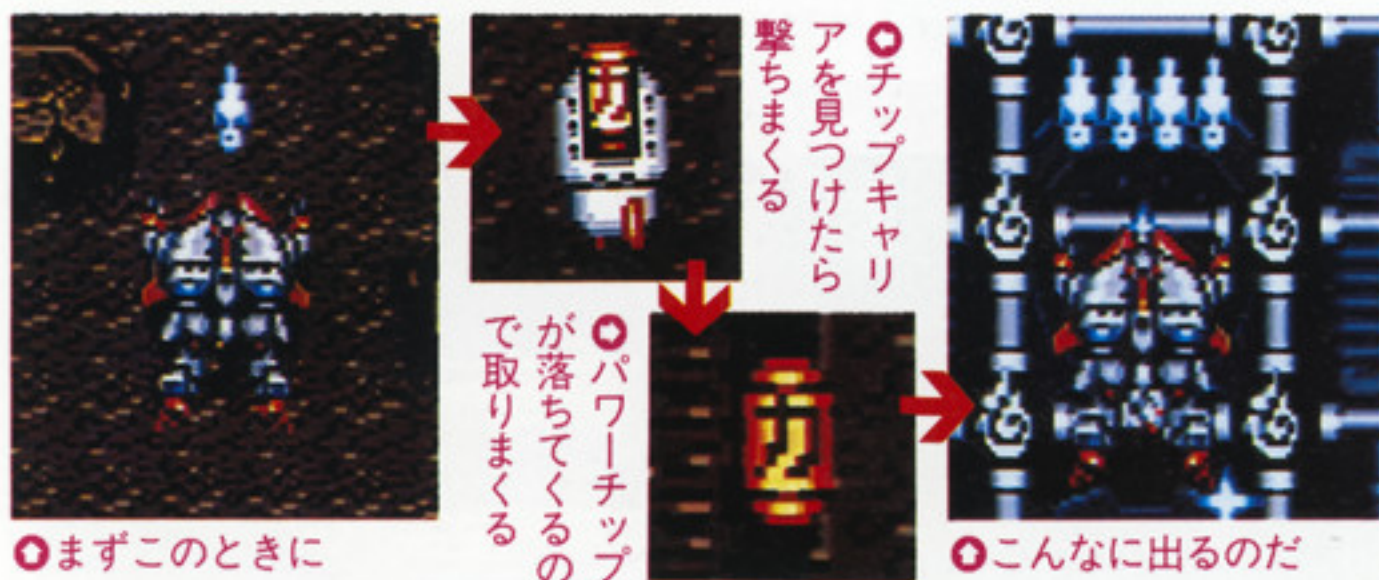 ⬆まずこのときに
⬅チップキャリ
アを見つけたら
撃ちまくる
➡パワーチップ
が落ちてくるの
で取りまくる
⬆こんなに出るのだ